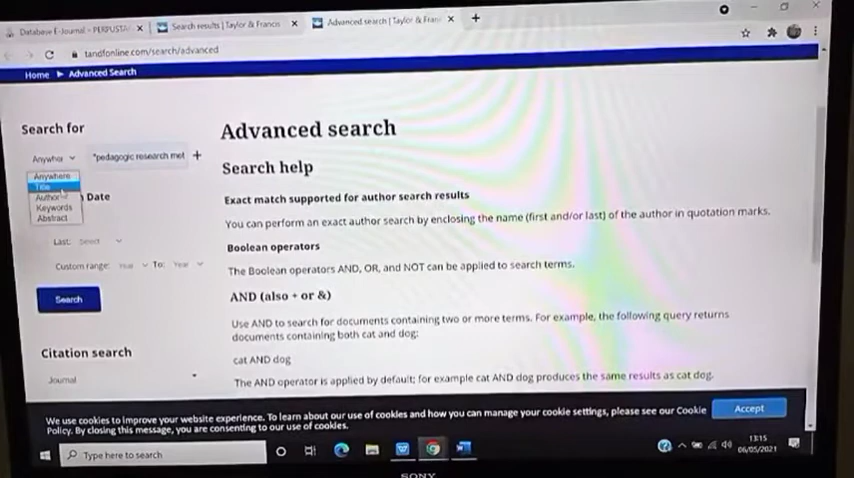 Database E-Journal - PERPUSTA
Search results | Taylor & Francis
Advanced search | Taylor & Fran
tandfonline.com/search/advanced
Home ▶ Advanced Search
Search for
Anywher
"pedagogic research met
+
Anywhere
Title
Author
Keywords
Abstract
Date
Last: Select
Custom range: Year To: Year
Search
Citation search
Journal
Advanced search
Search help
Exact match supported for author search results
You can perform an exact author search by enclosing the name (first and/or last) of the author in quotation marks.
Boolean operators
The Boolean operators AND, OR, and NOT can be applied to search terms.
AND (also + or &)
Use AND to search for documents containing two or more terms. For example, the following query returns
documents containing both cat and dog:
cat AND dog
The AND operator is applied by default; for example cat AND dog produces the same results as cat dog.
We use cookies to improve your website experience. To learn about our use of cookies and how you can manage your cookie settings, please see our Cookie
Policy. By closing this message, you are consenting to our use of cookies.
Accept
Type here to search
13:15
06/05/2021
SONY